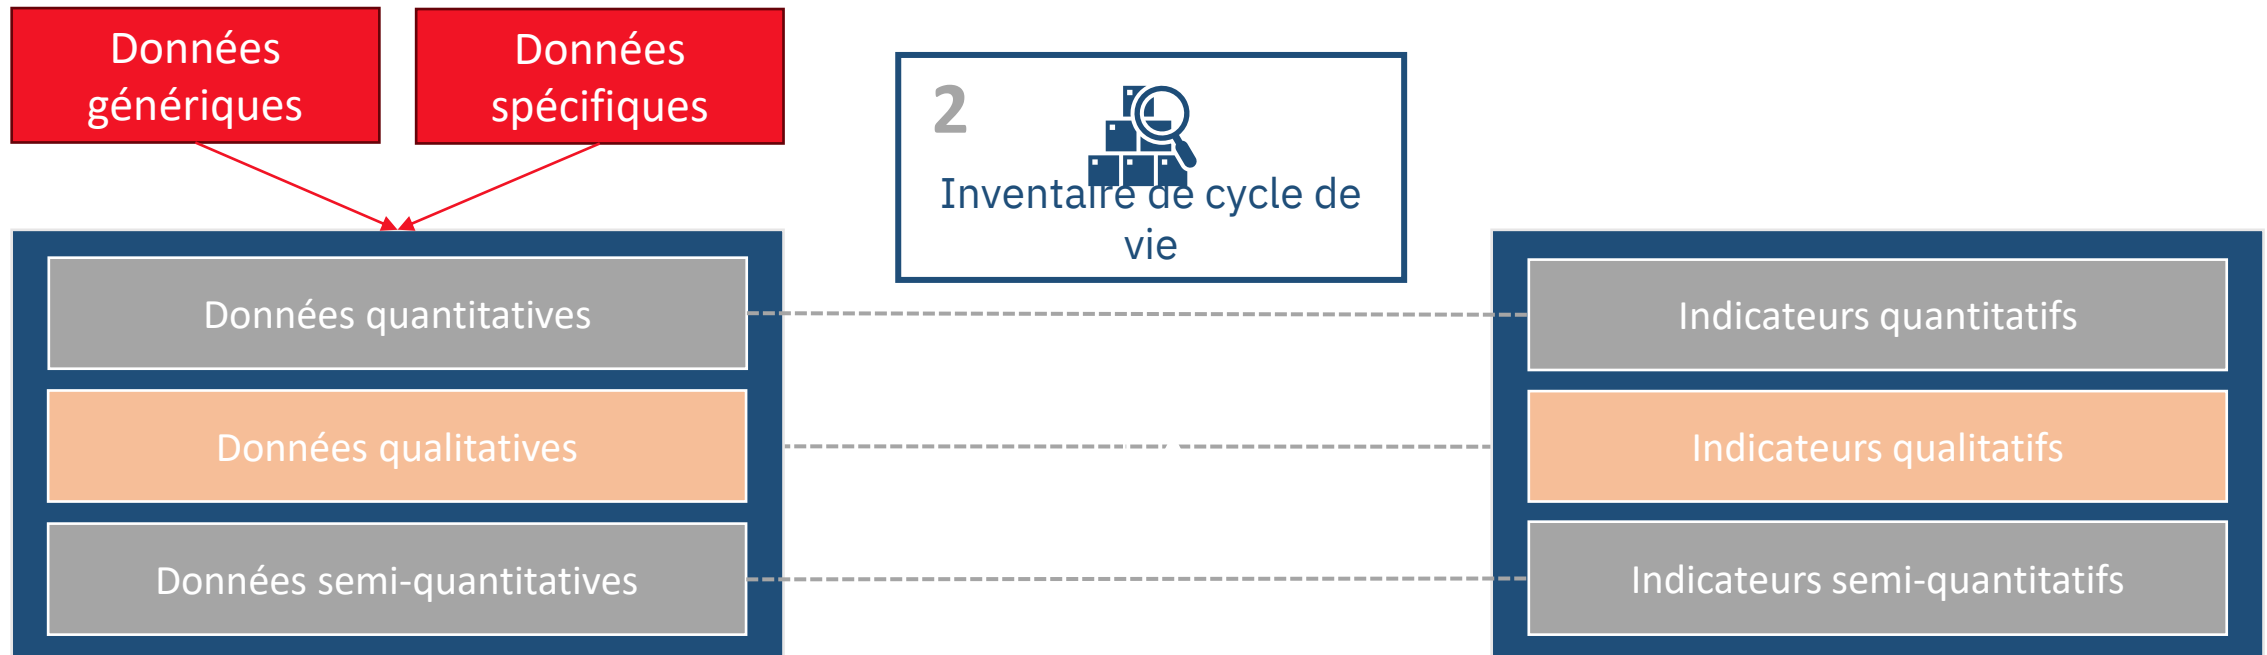 Données
génériques
Données
spécifiques
2
Inventaire de cycle de
vie
Données quantitatives
Indicateurs quantitatifs
Données qualitatives
Indicateurs qualitatifs
Données semi-quantitatives
Indicateurs semi-quantitatifs